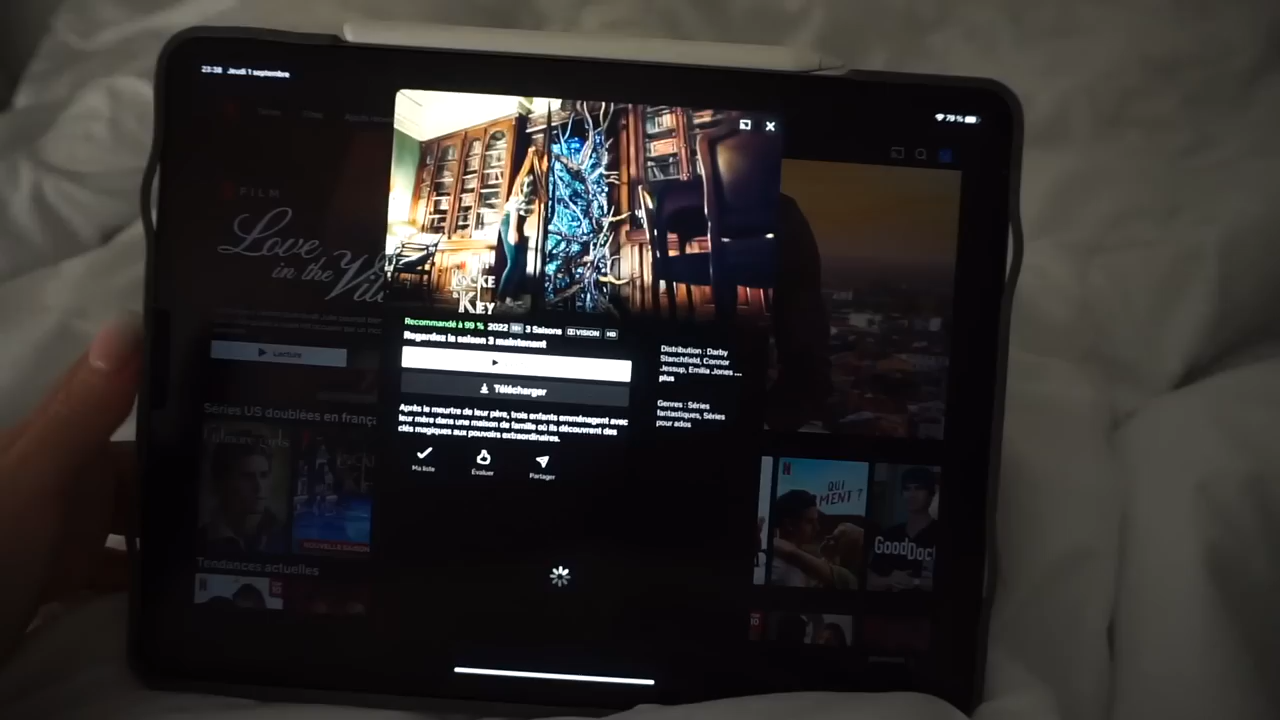 23:38 Jeudi 1 septembre
79 %
FILM
Love
in the
LOCKE
& KEY
Recommandé à 99 % 2022 3 Saisons VISION HD
Regardez la saison 3 maintenant
Télécharger
Après le meurtre de leur père, trois enfants emménagent avec
leur mère dans une maison de famille où ils découvrent des
clés magiques aux pouvoirs extraordinaires.
Ma liste
Évaluer
Partager
Distribution : Darby
Stanchfield, Connor
Jessup, Emilia Jones ...
plus
Genres : Séries
fantastiques, Séries
pour ados
Lecture
Séries US doublées en frança
NOUVELLE SAISON
Tendances actuelles
QUI
MENT ?
GoodDoct